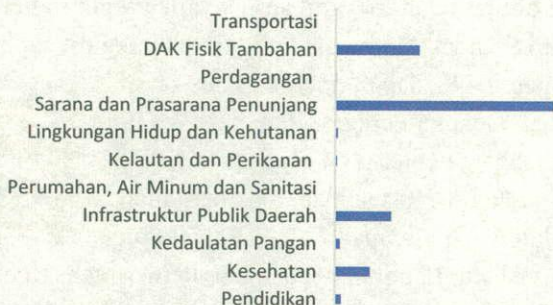 Transportasi
DAK Fisik Tambahan
Perdagangan
Sarana dan Prasarana Penunjang
Lingkungan Hidup dan Kehutanan
Kelautan dan Perikanan
Perumahan, Air Minum dan Sanitasi
Infrastruktur Publik Daerah
Kedaulatan Pangan
Kesehatan
Pendidikan